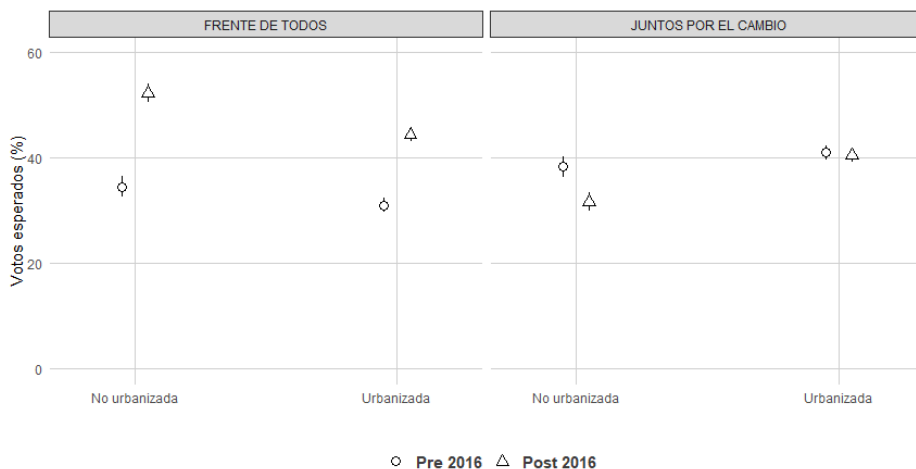 FRENTE DE TODOS
JUNTOS POR EL CAMBIO
Votos esperados (%)
60
40
20
0
No urbanizada
Urbanizada
No urbanizada
Urbanizada
Pre 2016
Post 2016